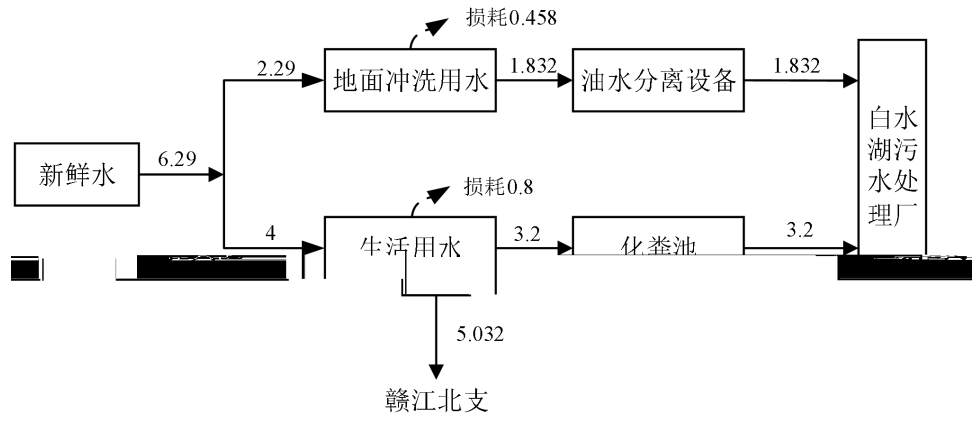 损耗0.458
2.29
地面冲洗用水
1.832
油水分离设备
1.832
白水
湖污
水处
理厂
新鲜水
6.29
损耗0.8
4
生活用水
3.2
化粪池
3.2
5.032
赣江北支